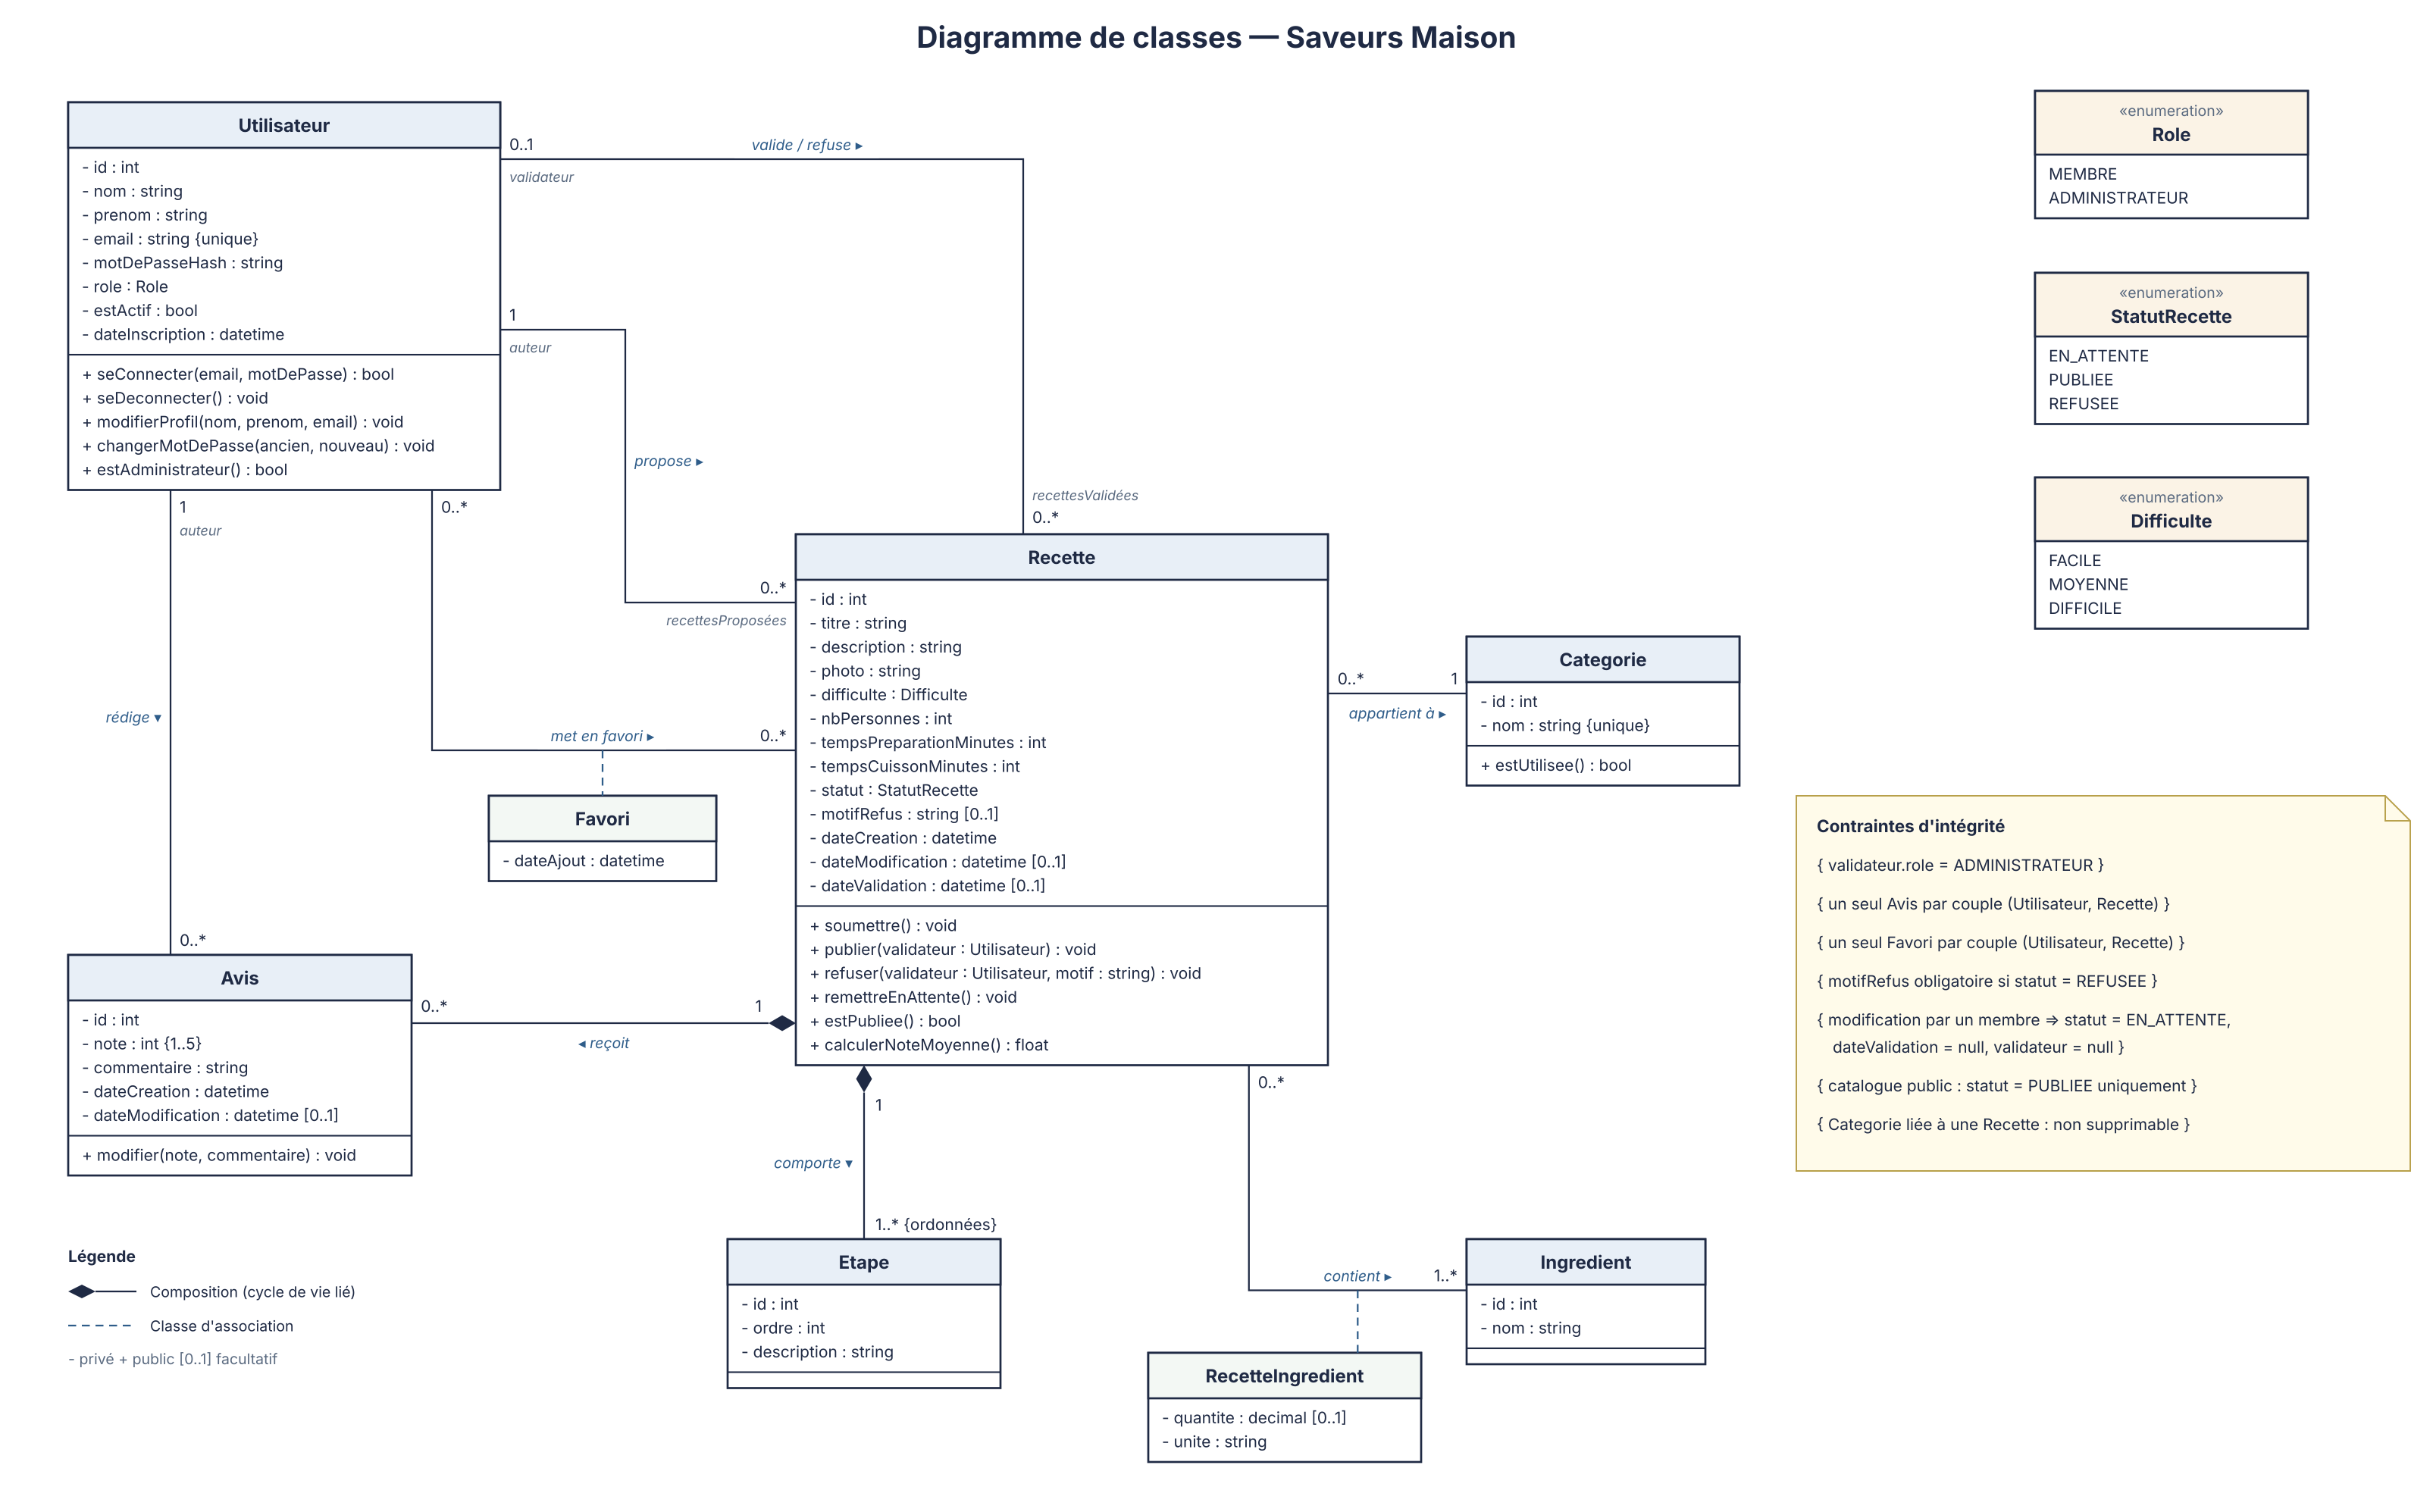 Diagramme de classes — Saveurs Maison
Utilisateur
- id : int
- nom : string
- prenom : string
- email : string {unique}
- motDePasseHash : string
- role : Role
- estActif : bool
- dateInscription : datetime
+ seConnecter(email, motDePasse) : bool
+ seDeconnecter() : void
+ modifierProfil(nom, prenom, email) : void
+ changerMotDePasse(ancien, nouveau) : void
+ estAdministrateur() : bool
0..1
valide / refuse ▸
validateur
1
auteur
propose ▸
recettesValidées
0..*
0..*
recettesProposées
1
auteur
0..*
rédige ▾
met en favori ▸
0..*
Favori
- dateAjout : datetime
Recette
- id : int
- titre : string
- description : string
- photo : string
- difficulte : Difficulte
- nbPersonnes : int
- tempsPreparationMinutes : int
- tempsCuissonMinutes : int
- statut : StatutRecette
- motifRefus : string [0..1]
- dateCreation : datetime
- dateModification : datetime [0..1]
- dateValidation : datetime [0..1]
+ soumettre() : void
+ publier(validateur : Utilisateur) : void
+ refuser(validateur : Utilisateur, motif : string) : void
+ remettreEnAttente() : void
+ estPubliee() : bool
+ calculerNoteMoyenne() : float
0..*
1
appartient à ▸
Categorie
- id : int
- nom : string {unique}
+ estUtilisee() : bool
«enumeration»
Role
MEMBRE
ADMINISTRATEUR
«enumeration»
StatutRecette
EN_ATTENTE
PUBLIEE
REFUSEE
«enumeration»
Difficulte
FACILE
MOYENNE
DIFFICILE
Contraintes d'intégrité
{ validateur.role = ADMINISTRATEUR }
{ un seul Avis par couple (Utilisateur, Recette) }
{ un seul Favori par couple (Utilisateur, Recette) }
{ motifRefus obligatoire si statut = REFUSEE }
{ modification par un membre ⇒ statut = EN_ATTENTE,
dateValidation = null, validateur = null }
{ catalogue public : statut = PUBLIEE uniquement }
{ Categorie liée à une Recette : non supprimable }
0..*
Avis
- id : int
- note : int {1..5}
- commentaire : string
- dateCreation : datetime
- dateModification : datetime [0..1]
+ modifier(note, commentaire) : void
0..*
1
◂ reçoit
1
comporte ▾
1..* {ordonnées}
Etape
- id : int
- ordre : int
- description : string
0..*
contient ▸
1..*
Ingredient
- id : int
- nom : string
RecetteIngredient
- quantite : decimal [0..1]
- unite : string
Légende
Composition (cycle de vie lié)
Classe d'association
- privé + public [0..1] facultatif